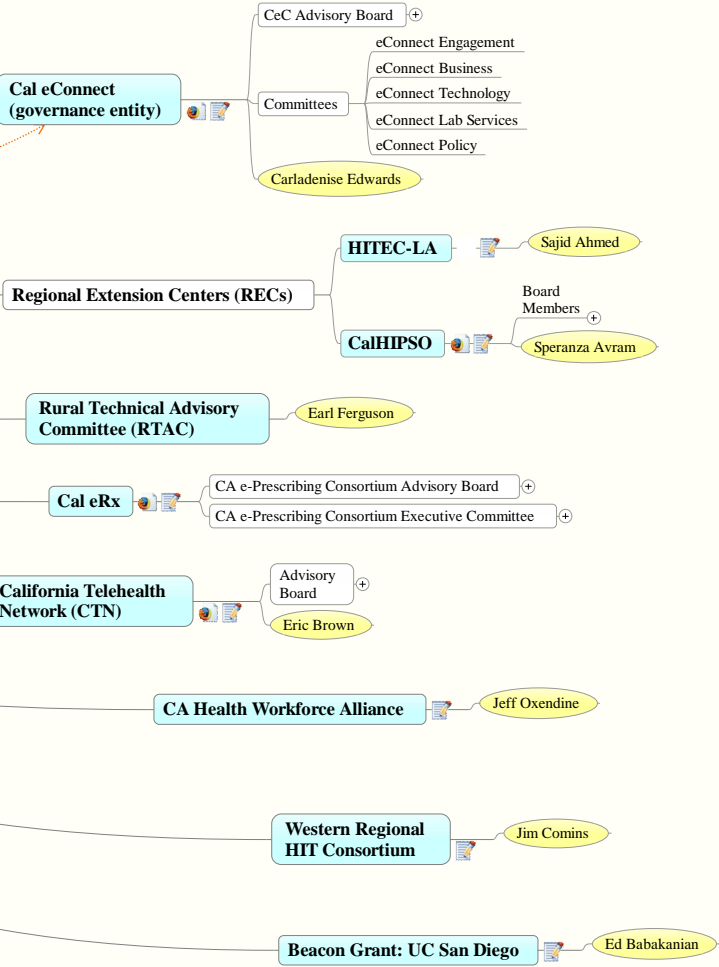 CeC Advisory Board
Cal eConnect
(governance entity)
Committees
eConnect Engagement
eConnect Business
eConnect Technology
eConnect Lab Services
eConnect Policy
Carladenise Edwards
Regional Extension Centers (RECs)
HITEC-LA
Sajid Ahmed
CalHIPSO
Board
Members
Speranza Avram
Rural Technical Advisory
Committee (RTAC)
Earl Ferguson
Cal eRx
CA e-Prescribing Consortium Advisory Board
CA e-Prescribing Consortium Executive Committee
California Telehealth
Network (CTN)
Advisory
Board
Eric Brown
CA Health Workforce Alliance
Jeff Oxendine
Western Regional
HIT Consortium
Jim Comins
Beacon Grant: UC San Diego
Ed Babakanian